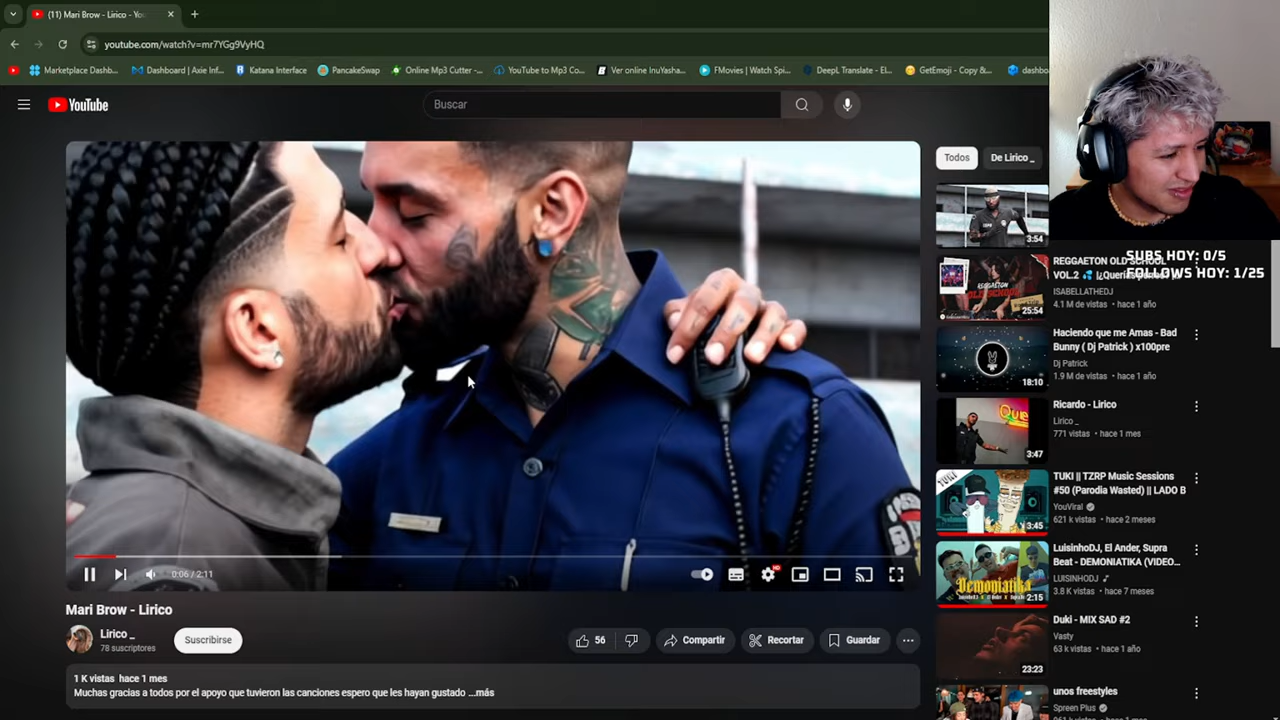 (11) Mari Brow - Lirico - You
youtube.com/watch?v=mr7YGg9VyHQ
Marketplace Dashb...
Dashboard | Axie Inf...
Katana Interface
PancakeSwap
Online Mp3 Cutter -...
YouTube to Mp3 Co...
Ver online InuYasha...
FMovies | Watch Spi...
DeepL Translate - El...
GetEmoji - Copy &...
dashbo
YouTube
Buscar
Todos
De Lirico _
3:54
SUBS HOY: 0/5
FOLLOWS HOY: 1/25
REGGAETON OLD SCHOOL
VOL.2
ISABELLATHEDJ
4.1 M de vistas • hace 1 año
25:54
Haciendo que me Amas - Bad
Bunny ( Dj Patrick ) x100pre
Dj Patrick
1.9 M de vistas • hace 1 año
18:10
Ricardo - Lirico
Lirico _
771 vistas • hace 1 mes
3:47
TUKI || TZRP Music Sessions
#50 (Parodia Wasted) || LADO B
YouViral
621 k vistas • hace 2 meses
3:45
LuisinhoDJ, El Ander, Supra
Beat - DEMONIATIKA (VIDEO...
LUISINHODJ
3.8 K vistas • hace 7 meses
Demoniatika
2:15
Duki - MIX SAD #2
Vasty
63 k vistas • hace 1 año
23:23
unos freestyles
Spreen Plus
0:06 / 2:11
HD
Mari Brow - Lirico
Lirico _
78 suscriptores
Suscribirse
56
Compartir
Recortar
Guardar
1 K vistas hace 1 mes
Muchas gracias a todos por el apoyo que tuvieron las canciones espero que les hayan gustado ...más